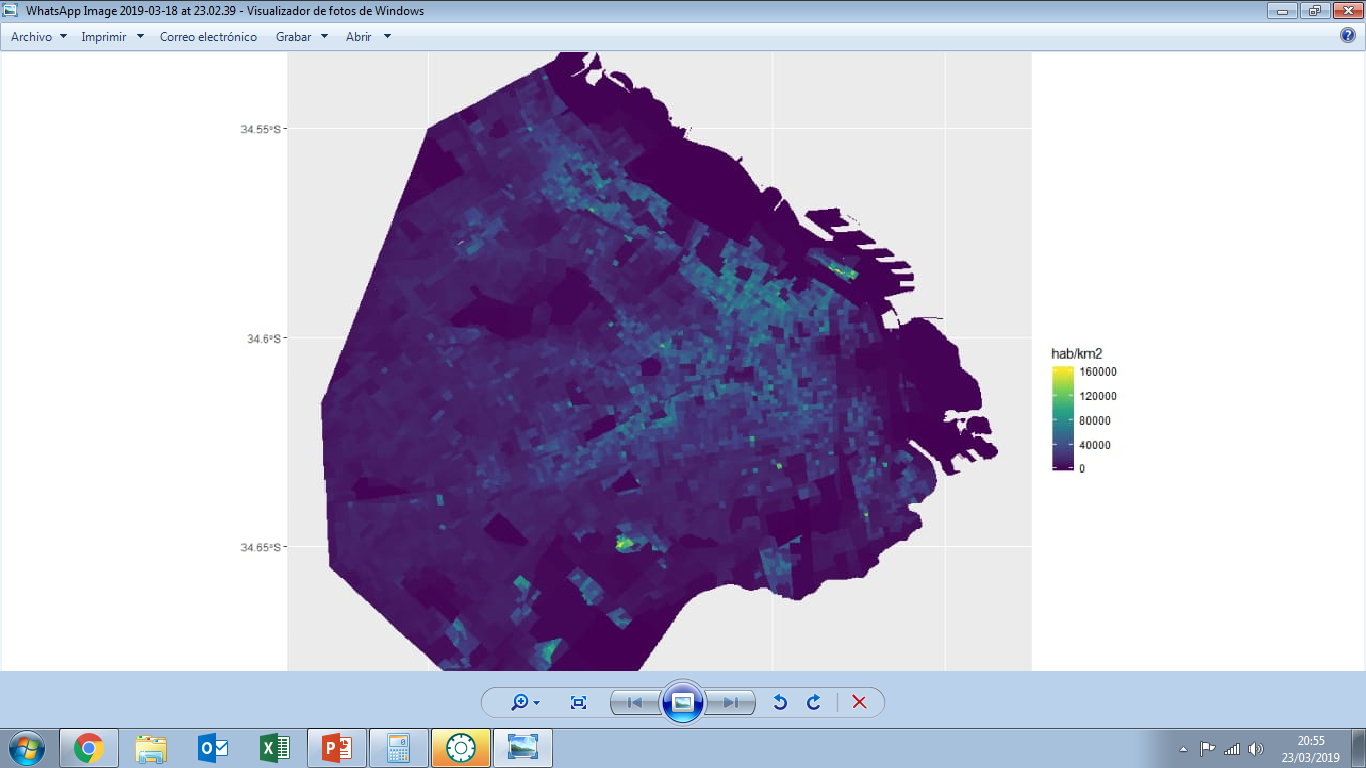 WhatsApp Image 2019-03-18 at 23.02.39 - Visualizador de fotos de Windows
Archivo Imprimir Correo electrónico Grabar Abrir
34.55°S
34.6°S
34.65°S
hab/km2
160000
120000
80000
40000
0
20:55
23/03/2019